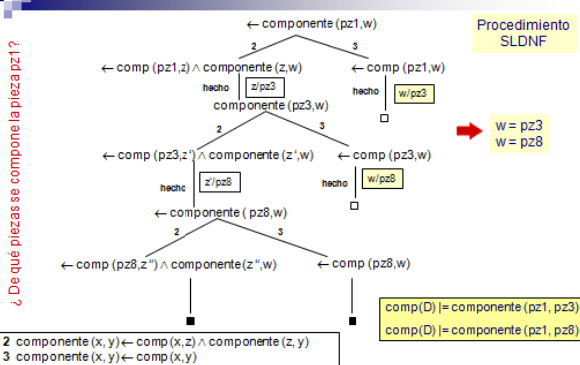 ¿ De qué piezas se compone la pieza pz1?
Procedimiento
SLDNF
← componente (pz1,w)
2
3
← comp (pz1,z) ∧ componente (z,w)
← comp (pz1,w)
hecho
z/pz3
hecho
w/pz3
componente (pz3,w)
w = pz3
w = pz8
2
3
← comp (pz3,z') ∧ componente (z',w)
← comp (pz3,w)
hecho
z'/pz8
hecho
w/pz8
← componente ( pz8,w)
2
3
← comp (pz8,z'') ∧ componente(z'',w)
← comp (pz8,w)
comp(D) |= componente (pz1, pz3)
comp(D) |= componente (pz1, pz8)
2 componente (x, y) ← comp (x,z) ∧ componente (z, y)
3 componente (x, y) ← comp (x,y)